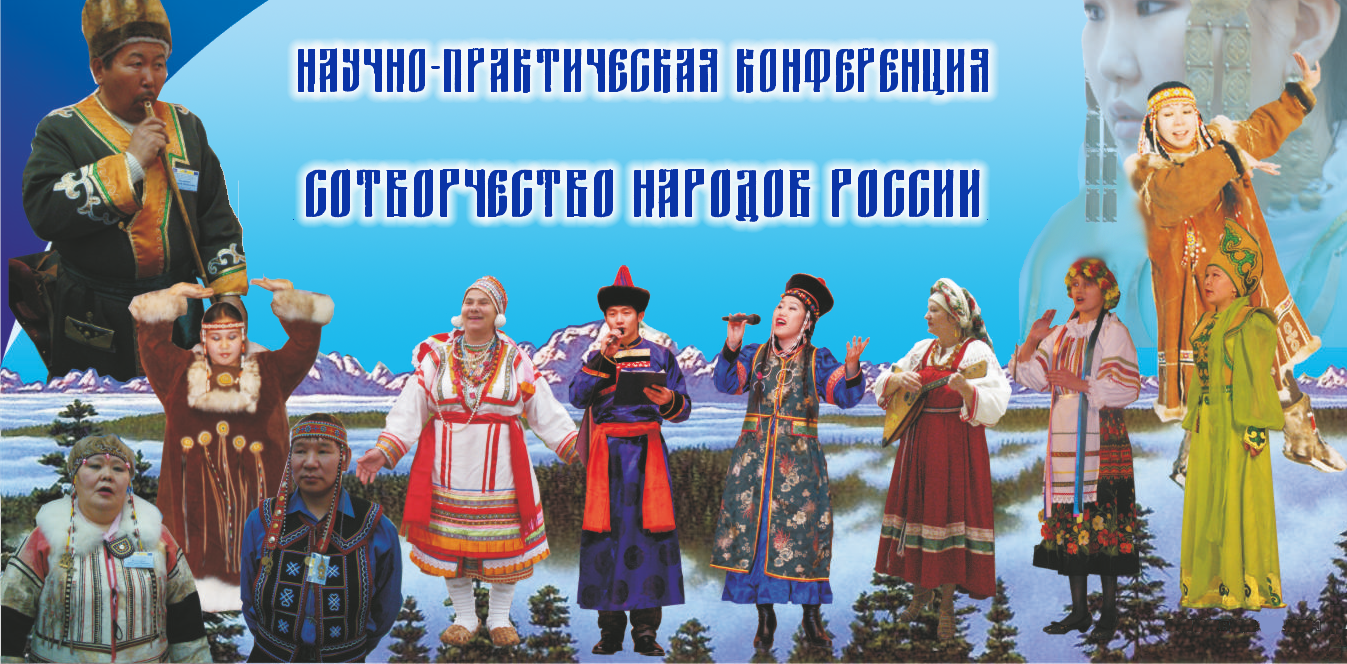 НАУЧНО-ПРАКТИЧЕСКАЯ КОНФЕРЕНЦИЯ
СОТВОРЧЕСТВО НАРОДОВ РОССИИ